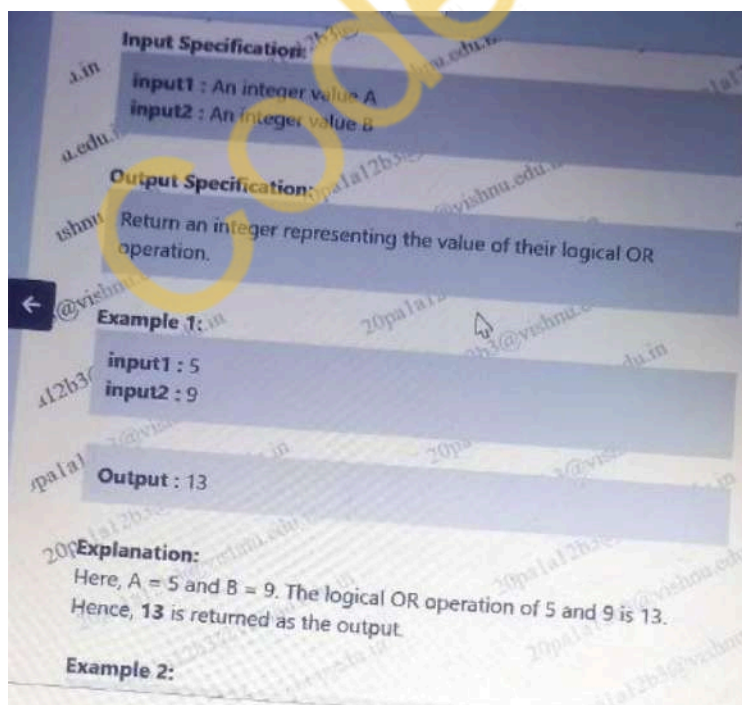 Code
Input Specification:
input1 : An integer value A
input2 : An integer value B
Output Specification:
Return an integer representing the value of their logical OR
operation.
Example 1:
input1 : 5
input2 : 9
Output : 13
Explanation:
Here, A = 5 and B = 9. The logical OR operation of 5 and 9 is 13.
Hence, 13 is returned as the output.
Example 2: